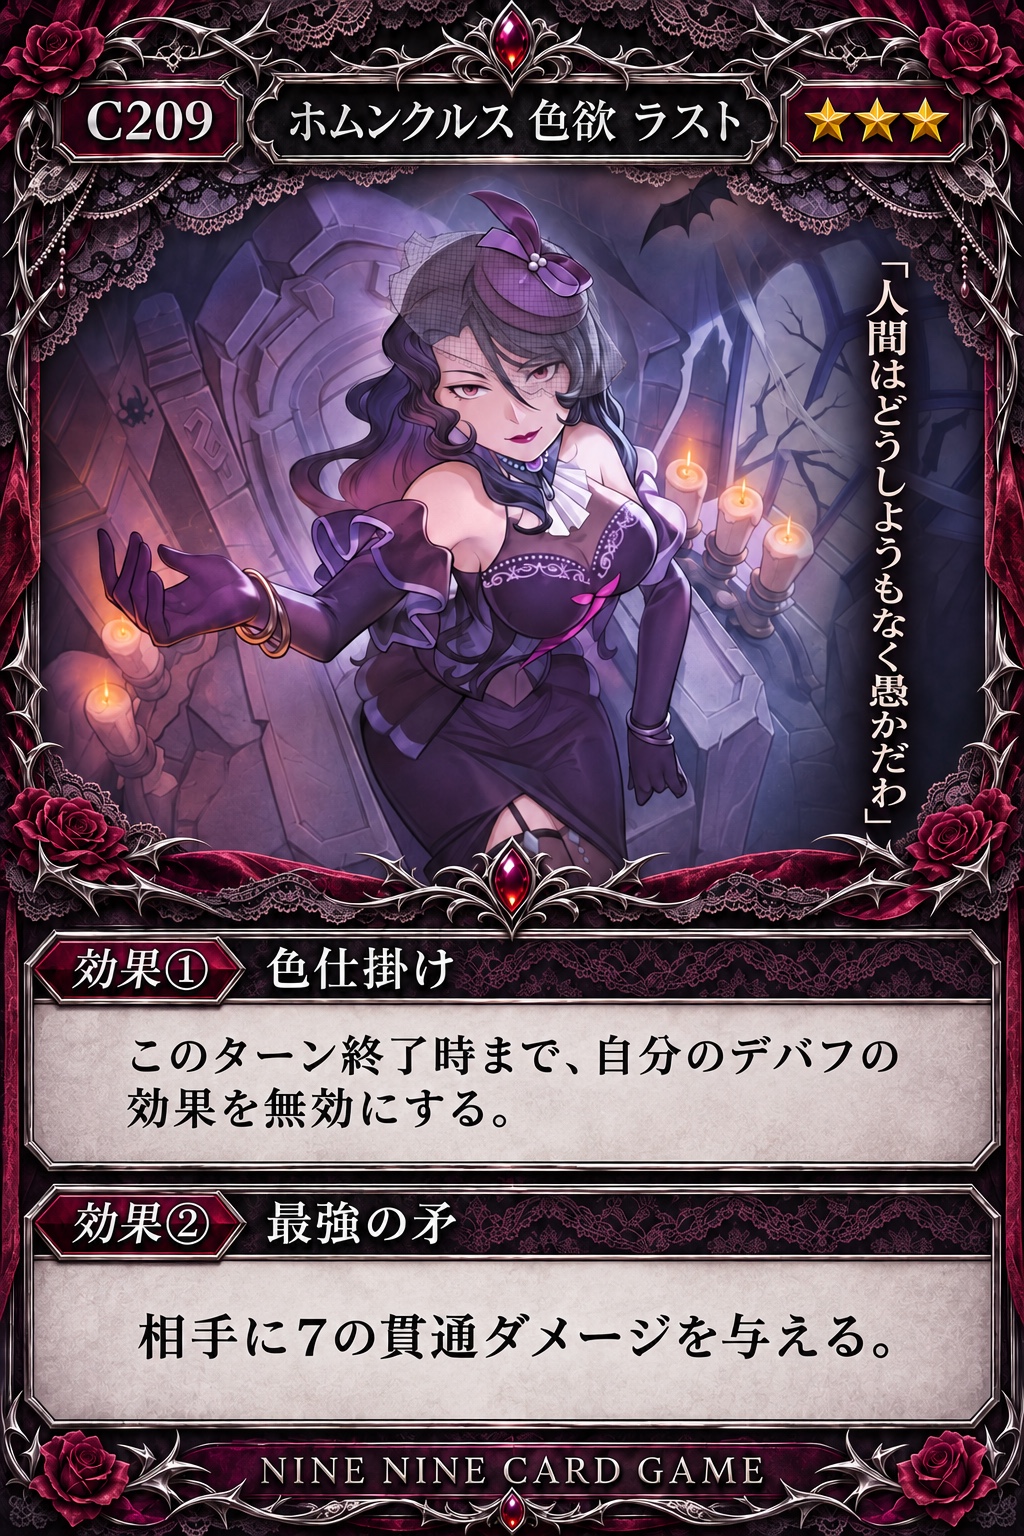 C209
ホムンクルス 色欲 ラスト
「人間はどうしようもなく愚かだわ」
効果① 色仕掛け
このターン終了時まで、自分のデバフの
効果を無効にする。
効果② 最強の矛
相手に7の貫通ダメージを与える。
NINE NINE CARD GAME